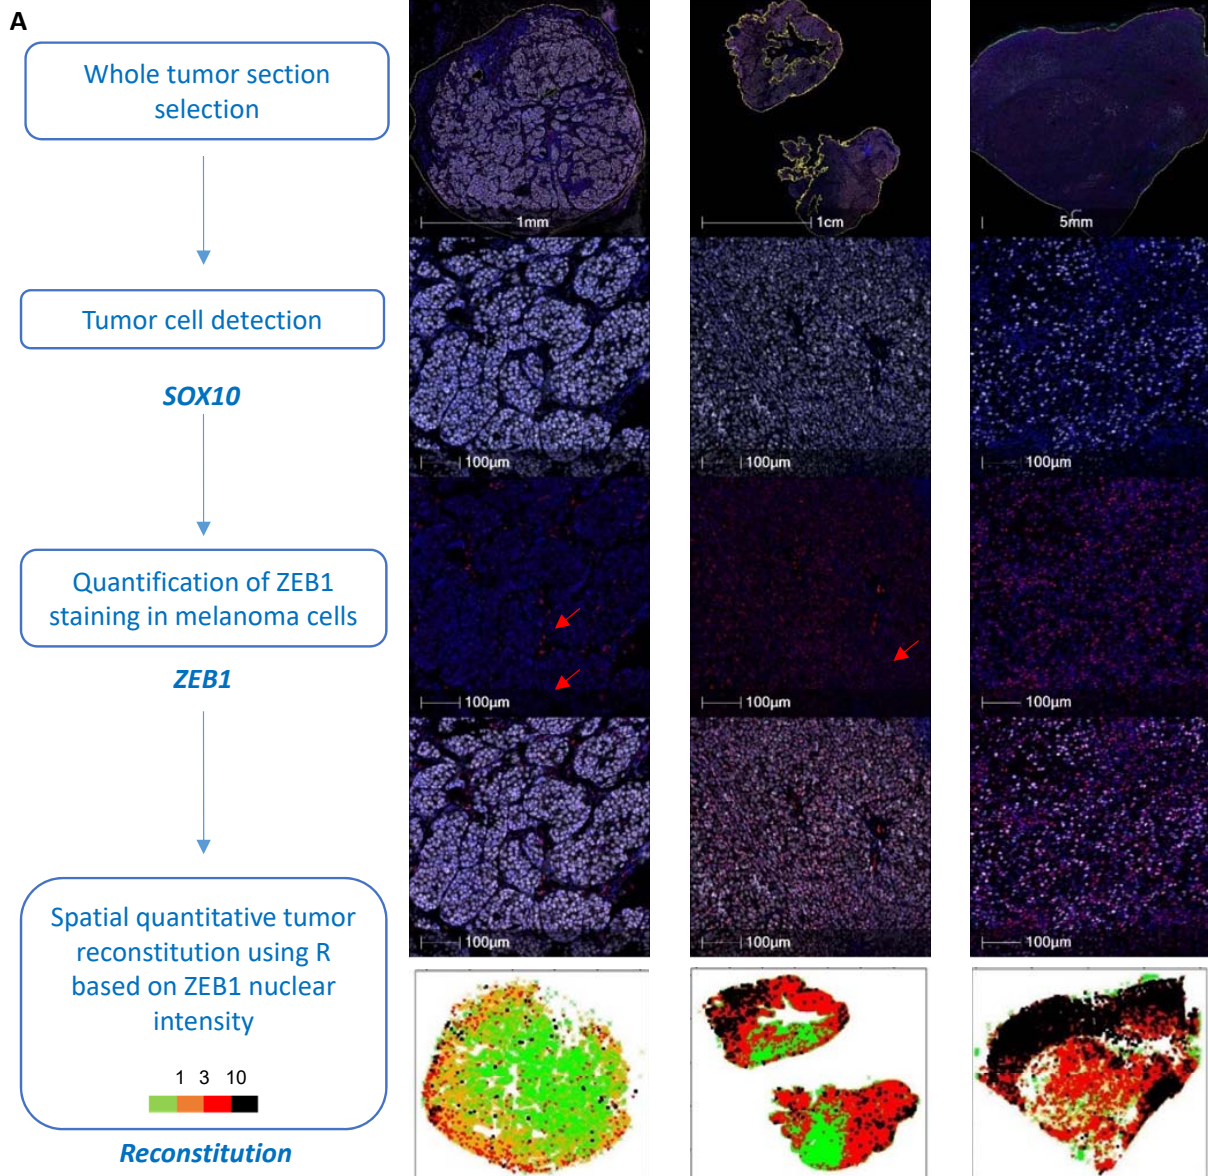 A
Whole tumor section
selection
1mm
1cm
5mm
Tumor cell detection
SOX10
100µm
100µm
100µm
Quantification of ZEB1
staining in melanoma cells
ZEB1
100µm
100µm
100µm
100µm
100µm
100µm
Spatial quantitative tumor
reconstitution using R
based on ZEB1 nuclear
intensity
1 3 10
Reconstitution